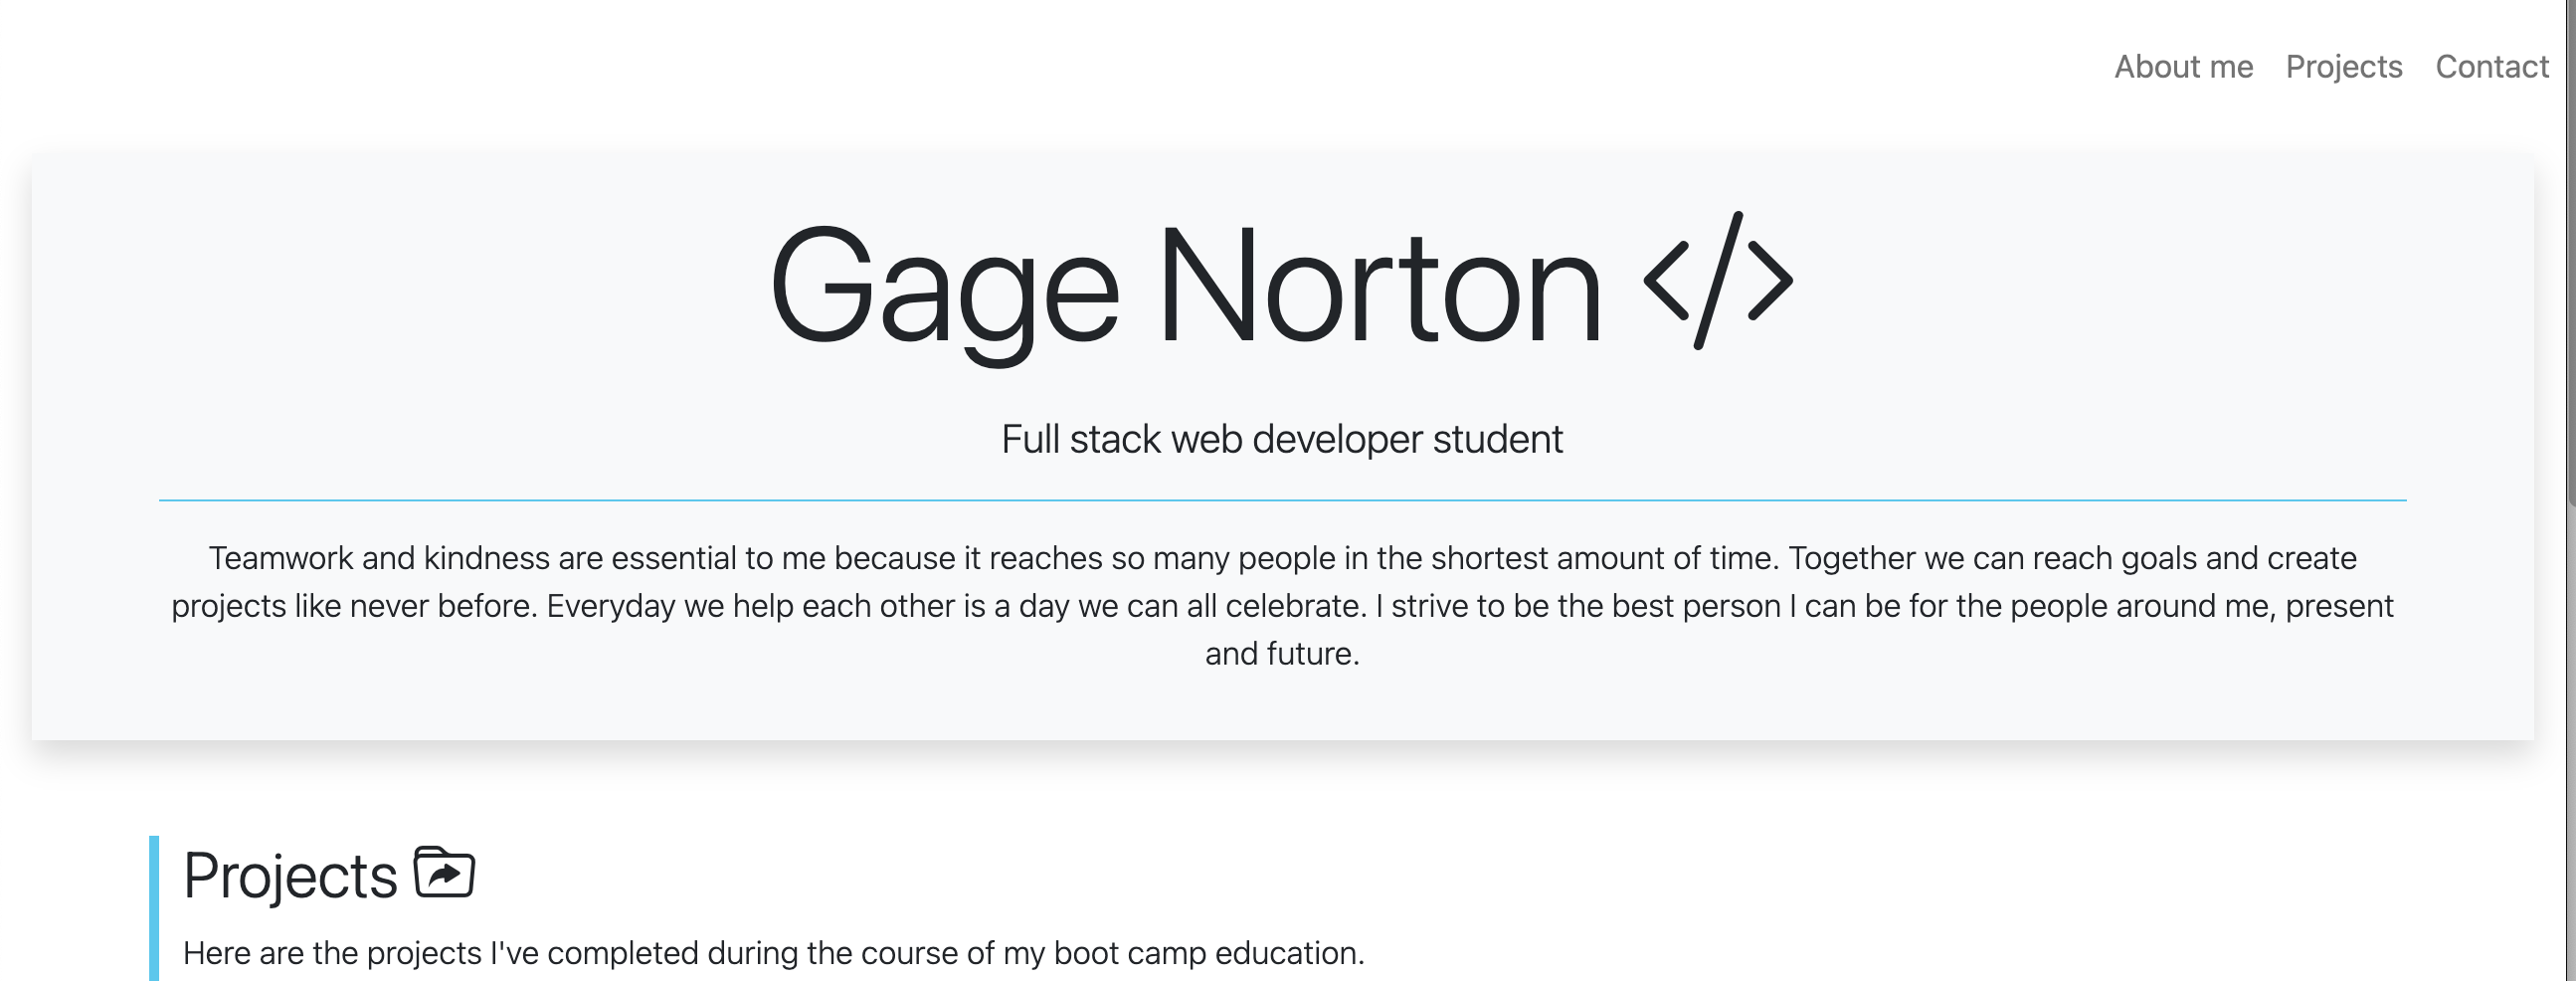 About me Projects Contact
Gage Norton </>
Full stack web developer student
Teamwork and kindness are essential to me because it reaches so many people in the shortest amount of time. Together we can reach goals and create
projects like never before. Everyday we help each other is a day we can all celebrate. I strive to be the best person I can be for the people around me, present
and future.
Projects
Here are the projects I've completed during the course of my boot camp education.